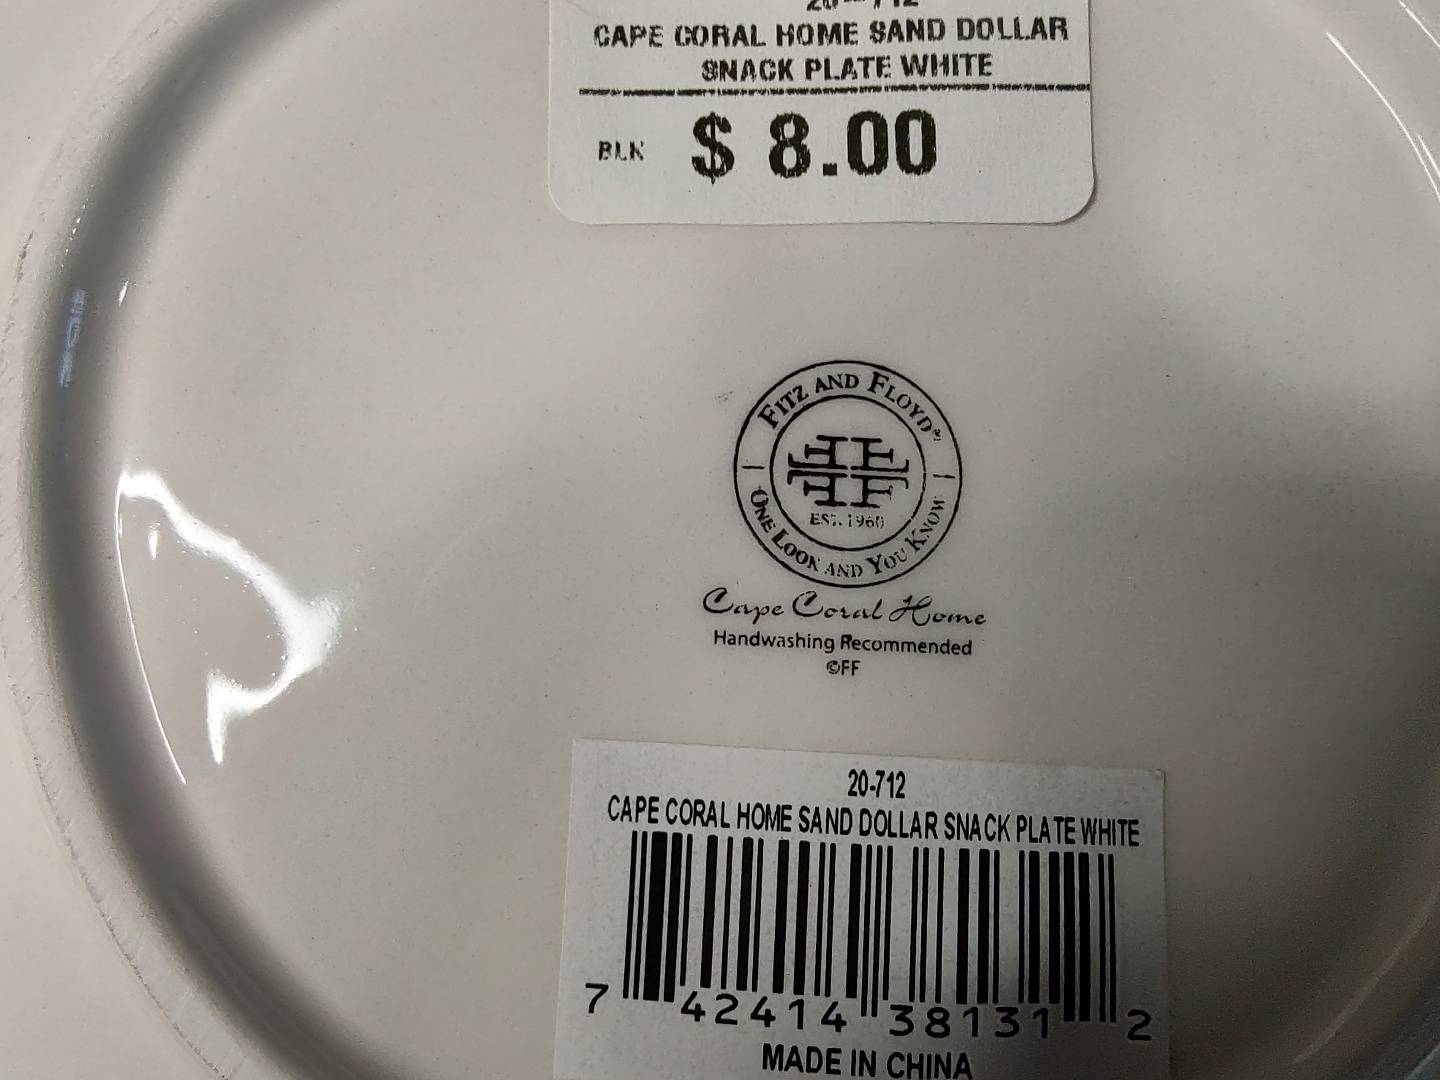 20-712
CAPE CORAL HOME SAND DOLLAR
SNACK PLATE WHITE
BLK $ 8.00
FITZ AND FLOYD®
EST. 1960
ONE LOOK AND YOU KNOW
Cape Coral Home
Handwashing Recommended
©FF
20-712
CAPE CORAL HOME SAND DOLLAR SNACK PLATE WHITE
7 42414 38131 2
MADE IN CHINA